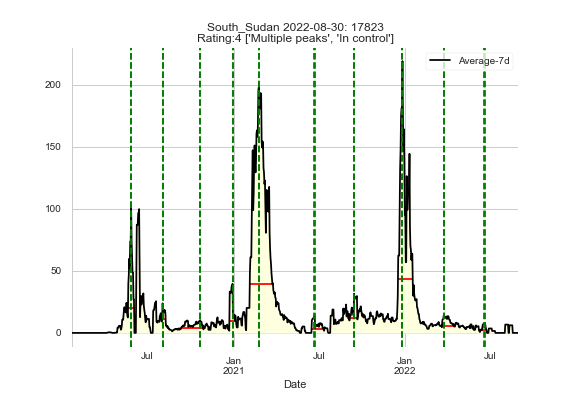 South_Sudan 2022-08-30: 17823
Rating:4 ['Multiple peaks', 'In control']
Average-7d
200
150
100
50
0
Jul
Jan
2021
Jul
Jan
2022
Jul
Date